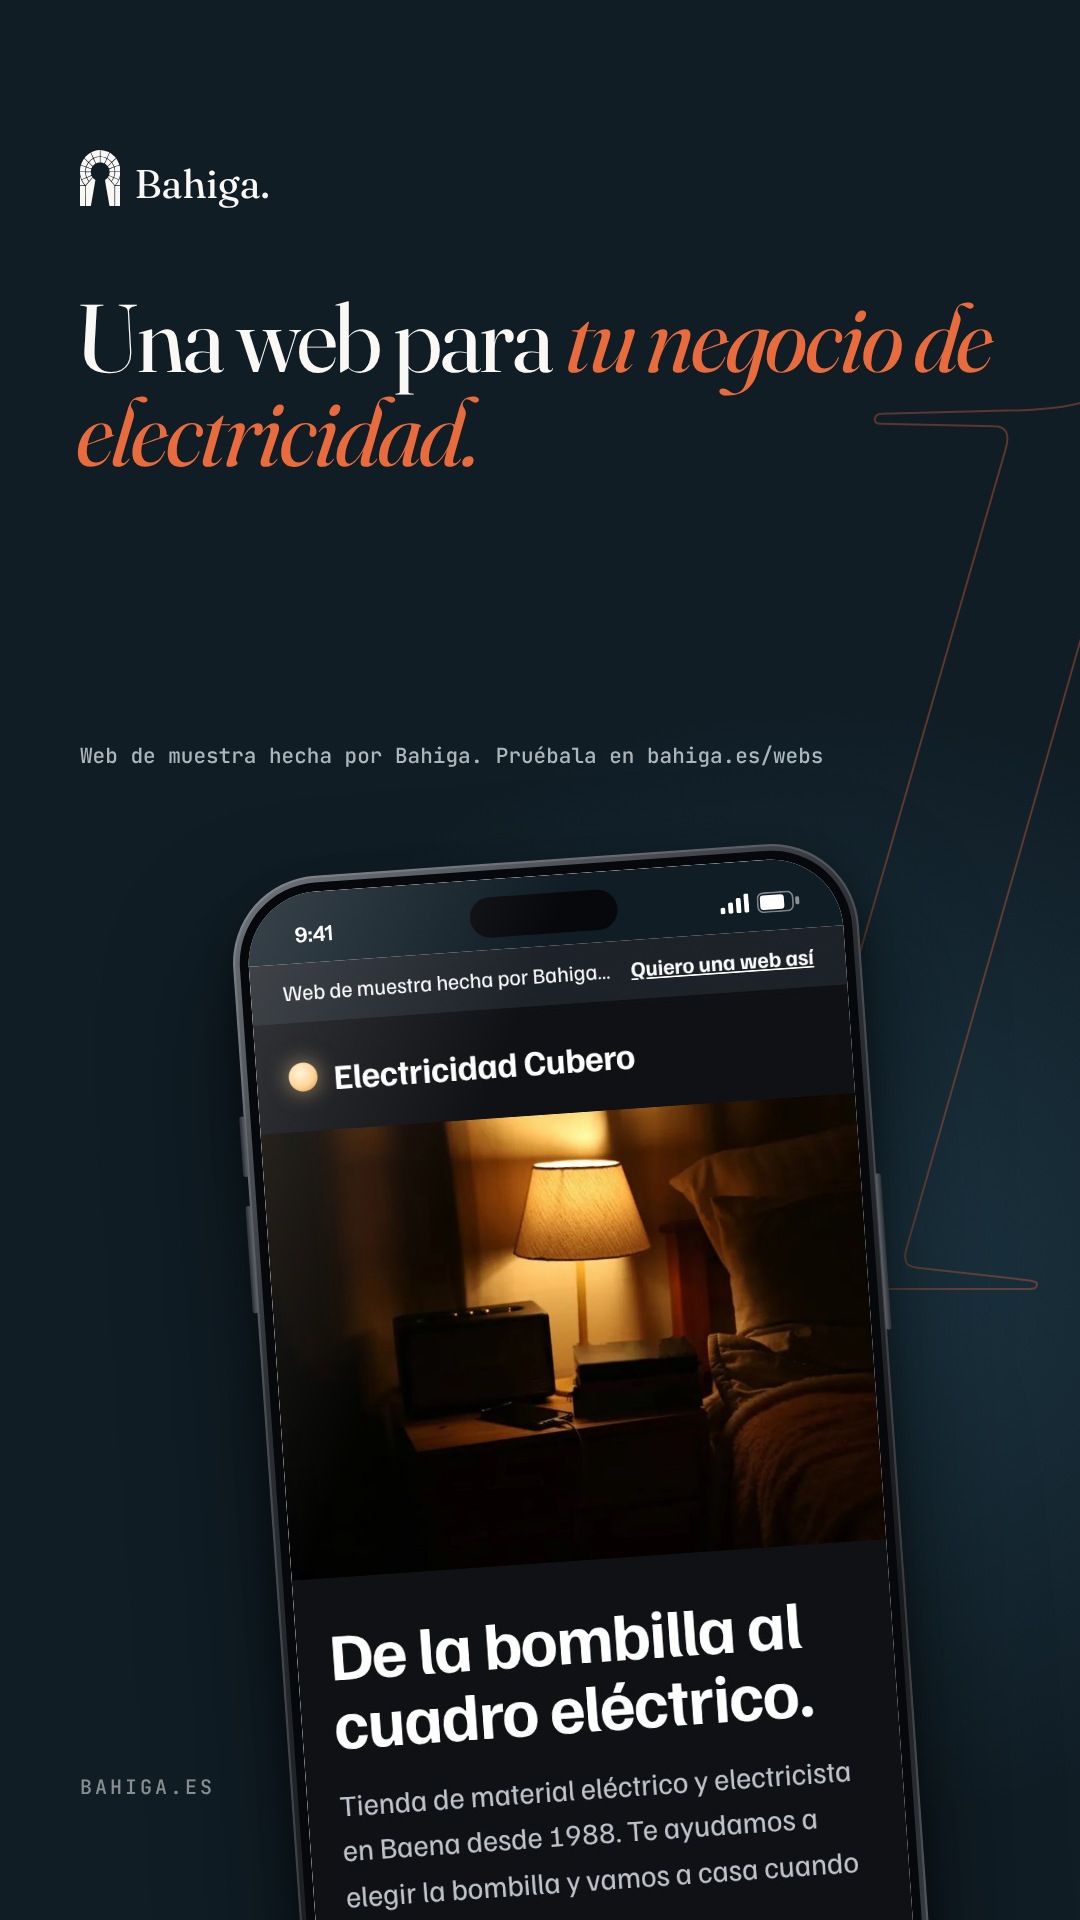 Bahiga.
Una web para tu negocio de
electricidad.
Web de muestra hecha por Bahiga. Pruébala en bahiga.es/webs
9:41
Web de muestra hecha por Bahiga... Quiero una web así
Electricidad Cubero
De la bombilla al
cuadro eléctrico.
Tienda de material eléctrico y electricista
en Baena desde 1988. Te ayudamos a
elegir la bombilla y vamos a casa cuando
BAHIGA.ES